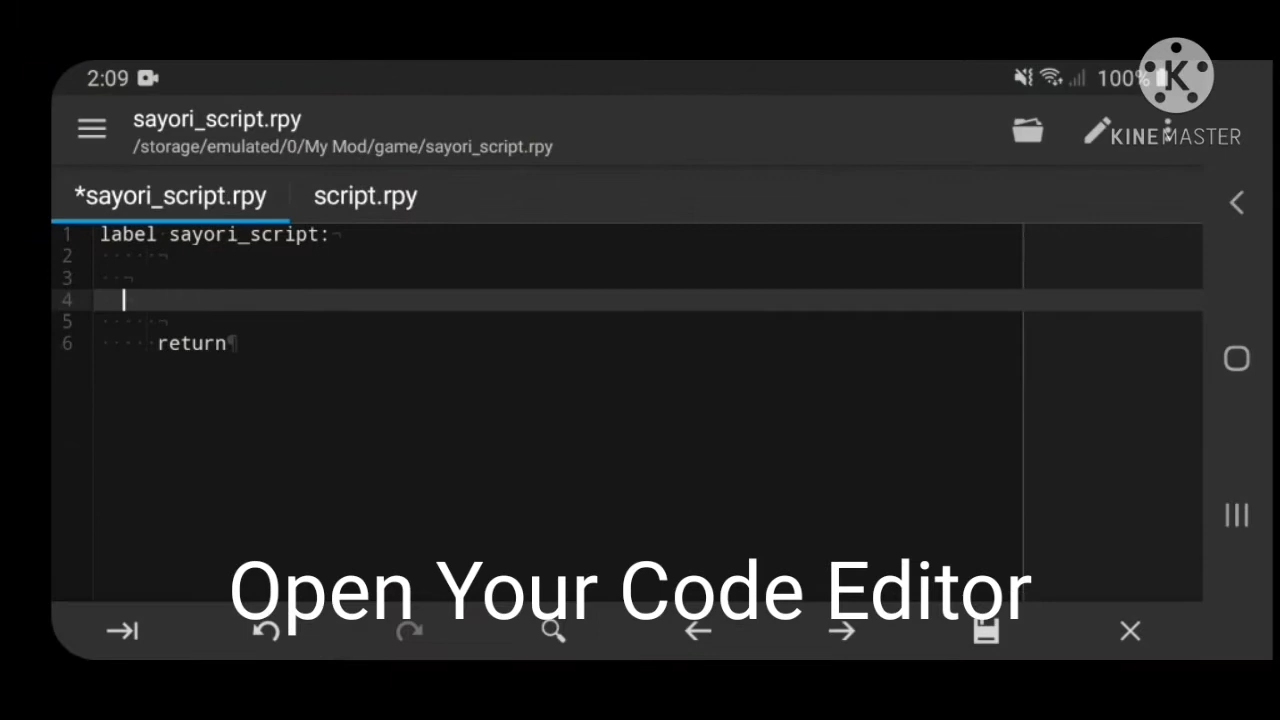 2:09
100%
K
sayori_script.rpy
/storage/emulated/0/My Mod/game/sayori_script.rpy
KINEMASTER
*sayori_script.rpy
script.rpy
1 label sayori_script:
2
3
4
5
6 return
Open Your Code Editor